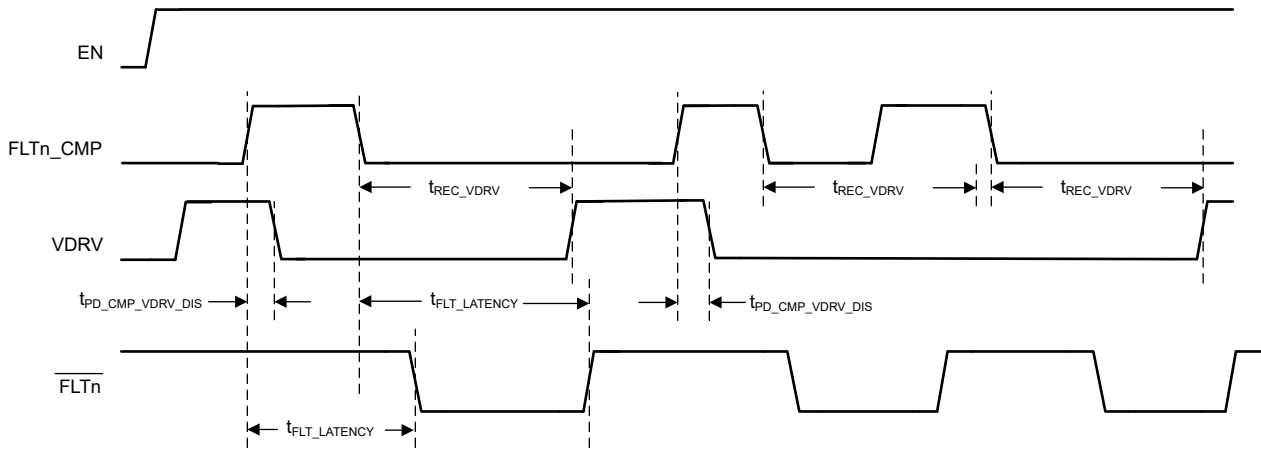 EN
FLTn_CMP
tREC_VDRV
tREC_VDRV
tREC_VDRV
VDRV
tPD_CMP_VDRV_DIS
tFLT_LATENCY
tPD_CMP_VDRV_DIS
FLTn
tFLT_LATENCY